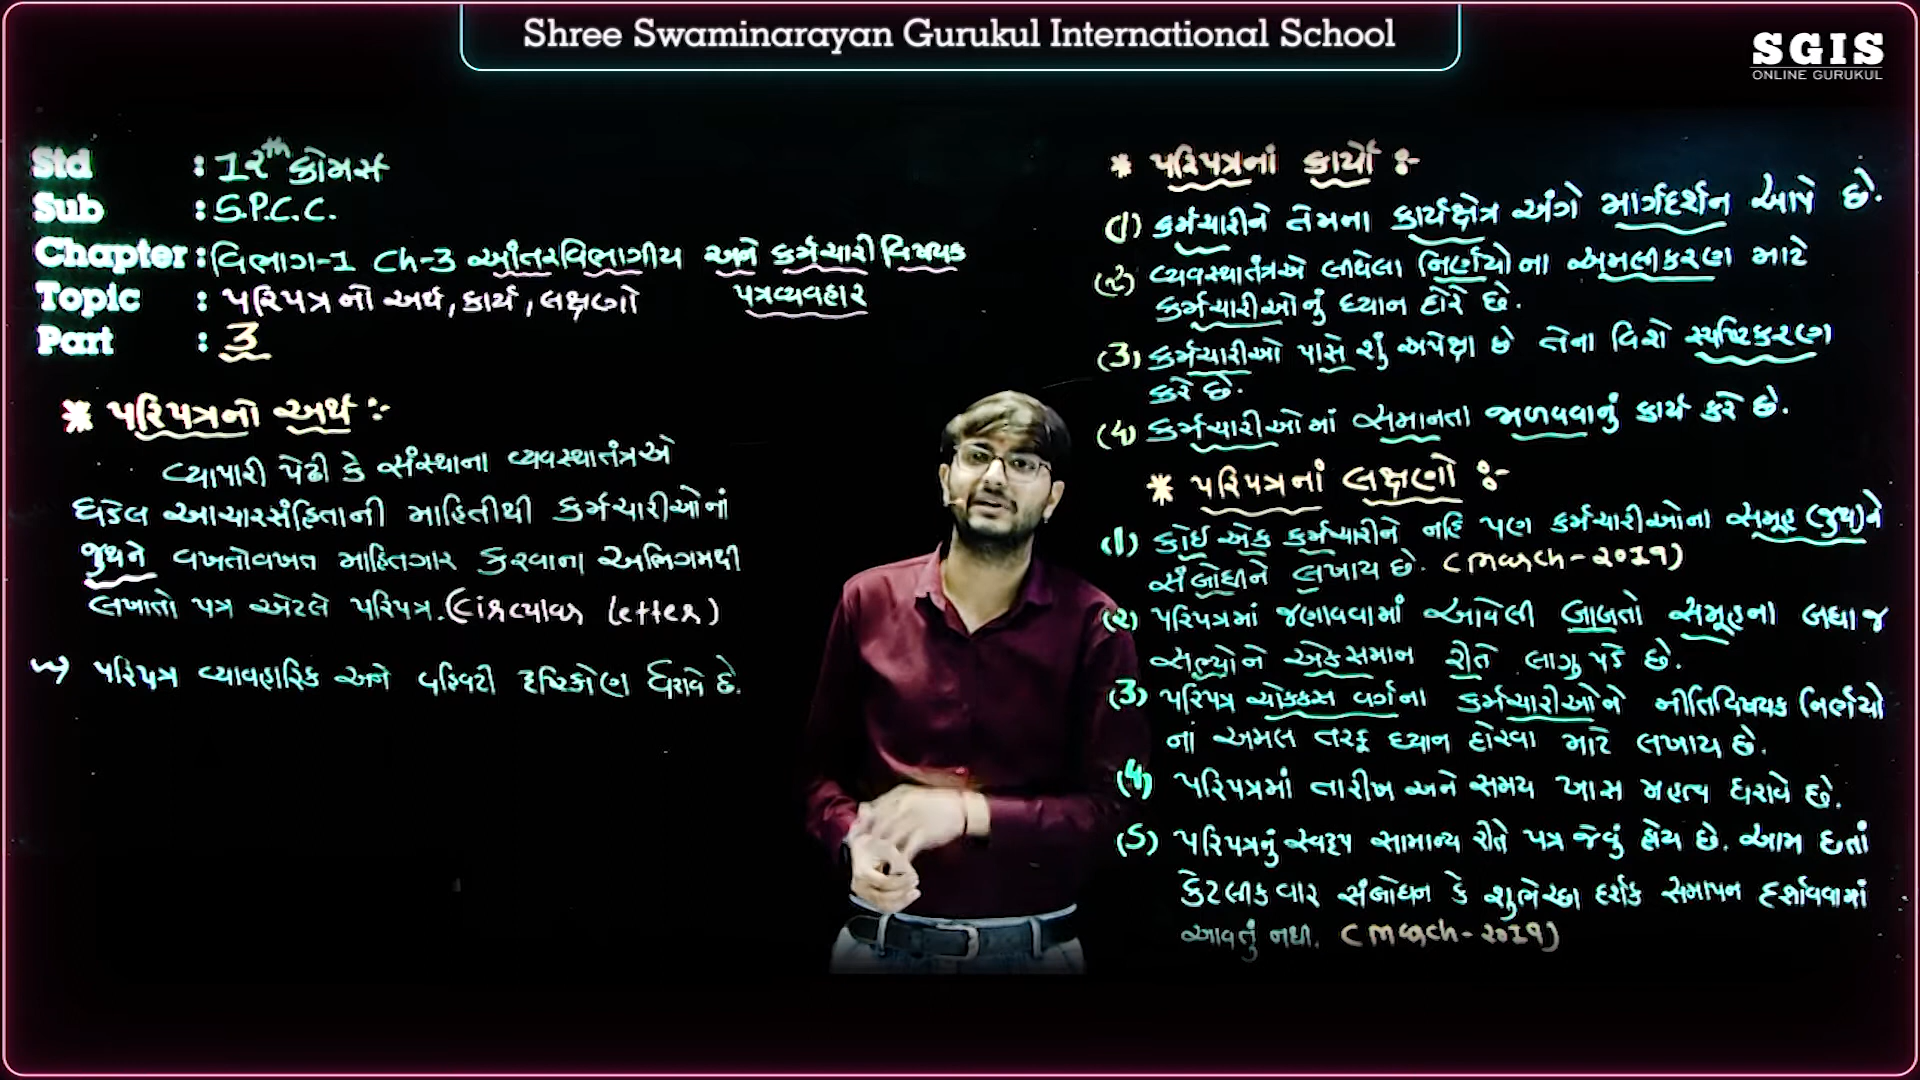 Shree Swaminarayan Gurukul International School
SGIS
ONLINE GURUKUL
Std : 12th કોમર્સ
Sub : S.P.C.C.
Chapter : વિભાગ-1 Ch-3 આંતરવિભાગીય અને કર્મચારી વિષયક
પત્રવ્યવહાર
Topic : પરિપત્રનો અર્થ, કાર્ય, લક્ષણો
Part : 3
* પરિપત્રનો અર્થ :-
વ્યાપારી પેઢી કે સંસ્થાના વ્યવસ્થાતંત્રએ
ઘડેલ આચારસંહિતાની માહિતીથી કર્મચારીઓનાં
જુથને વખતોવખત માહિતગાર કરવાના અભિગમથી
લખાતો પત્ર એટલે પરિપત્ર. letter)
→ પરિપત્ર વ્યાવહારિક અને વહિવટી દષ્ટિકોણ ધરાવે છે.
* પરિપત્રનાં કાર્યો :-
(1) કર્મચારીને તેમના કાર્યક્ષેત્ર અંગે માર્ગદર્શન આપે છે.
(૨) વ્યવસ્થાતંત્રએ લીધેલા નિર્ણયોના અમલીકરણ માટે
કર્મચારીઓનું ધ્યાન દોરે છે.
(3) કર્મચારીઓ પાસે શું અપેક્ષા છે તેના વિશે સ્પષ્ટિકરણ
કરે છે.
(4) કર્મચારીઓમાં સમાનતા જાળવવાનું કાર્ય કરે છે.
* પરિપત્રનાં લક્ષણો :-
(1) કોઈ એક કર્મચારીને નહિ પણ કર્મચારીઓના સમૂહ (જુથ)ને
સંબોધીને લખાય છે. (March-2019)
(૨) પરિપત્રમાં જણાવવામાં આવેલી બાબતો સમૂહના બધા જ
સભ્યોને એકસમાન રીતે લાગુ પડે છે.
(3) પરિપત્ર ચોક્કસ વર્ગના કર્મચારીઓને નીતિવિષયક નિર્ણયો
નાં અમલ તરફ ધ્યાન દોરવા માટે લખાય છે.
(4) પરિપત્રમાં તારીખ અને સમય ખાસ મહત્વ ધરાવે છે.
(5) પરિપત્રનું સ્વરૂપ સામાન્ય રીતે પત્ર જેવું હોય છે. આમ છતાં
કેટલીકવાર સંબોધન કે શુભેચ્છા દર્શક સમાપન દર્શાવવામાં
આવતું નથી. (March-2019)